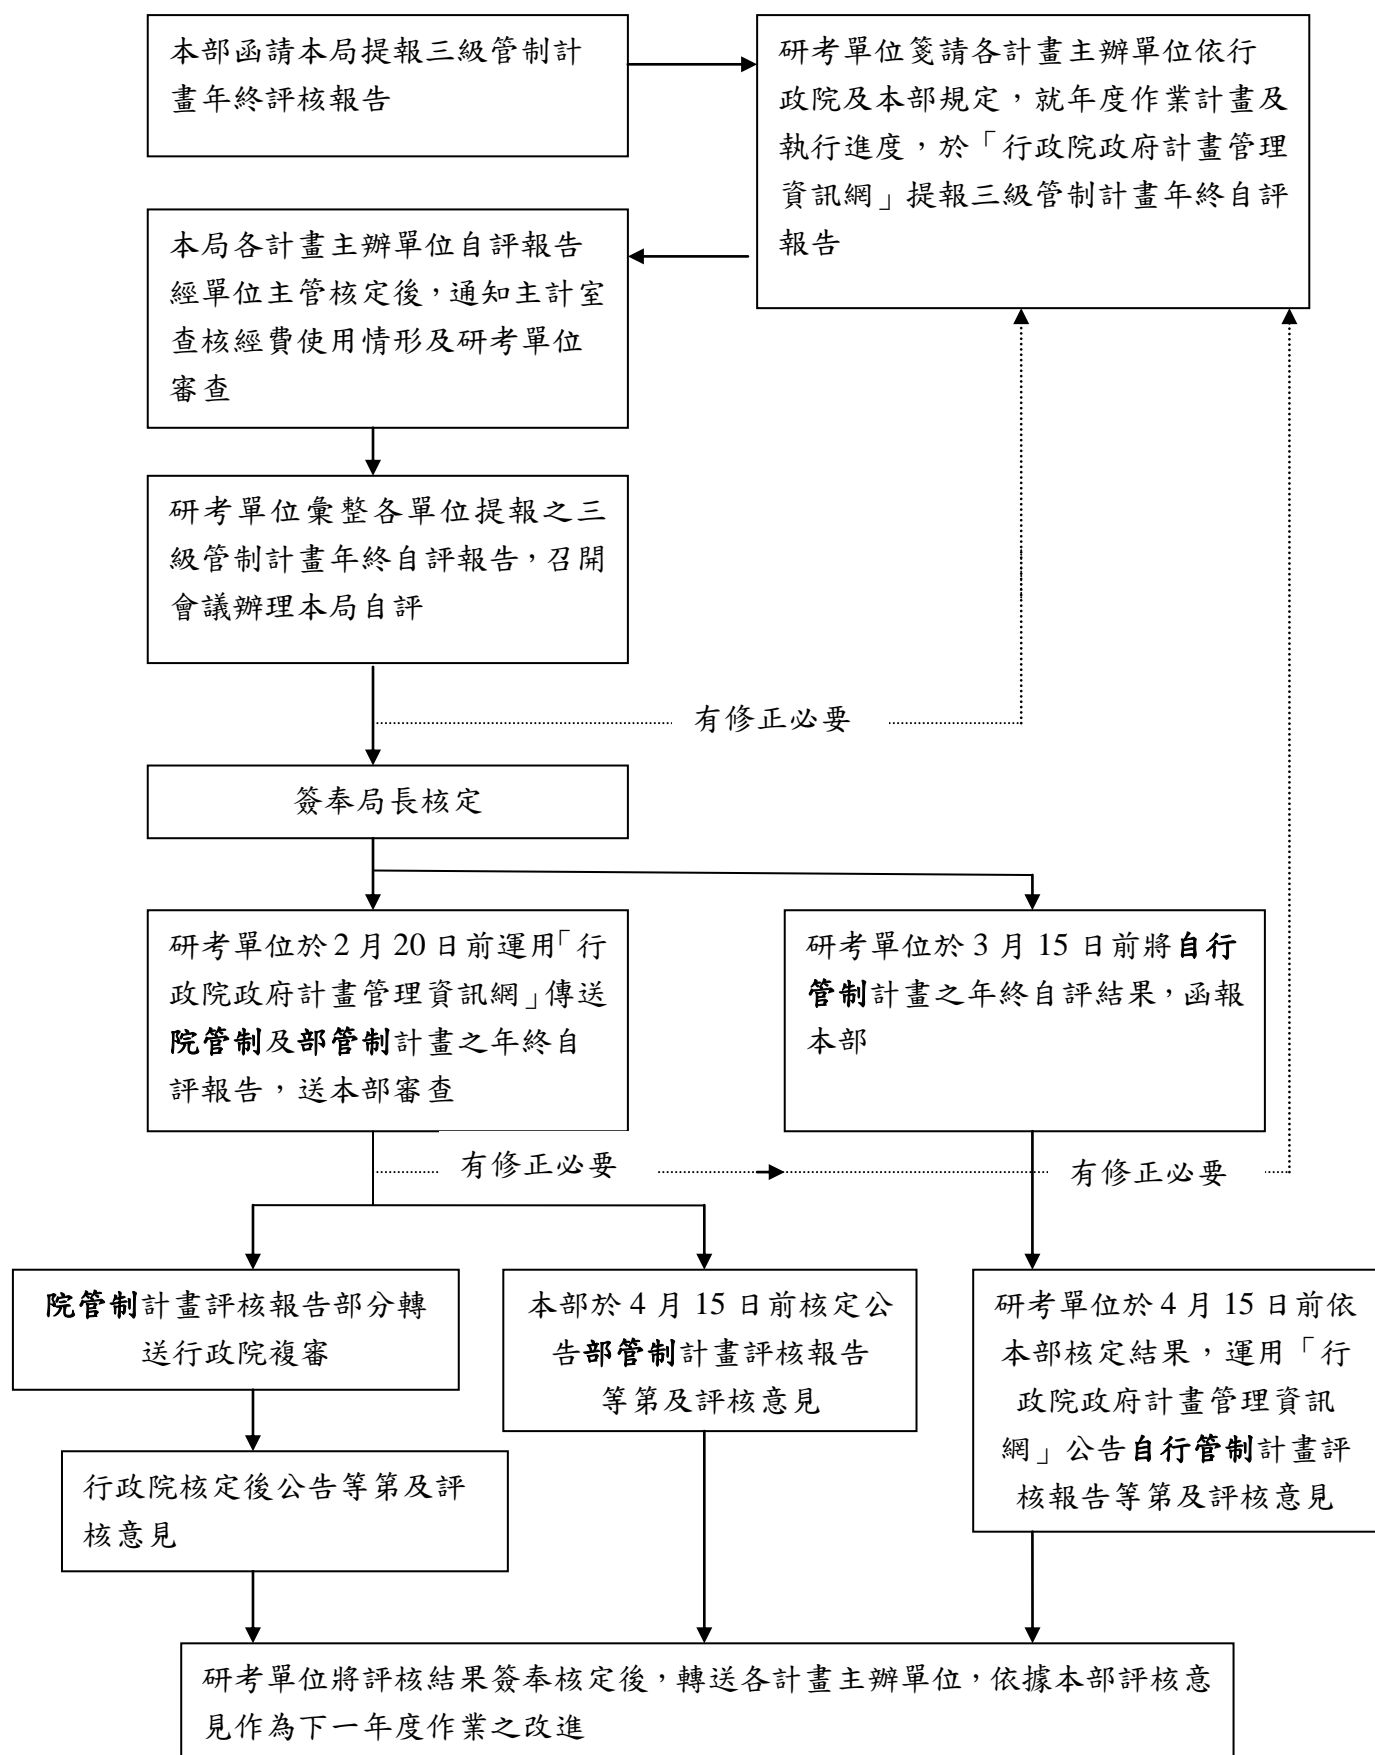 本部函請本局提報三級管制計
畫年終評核報告
研考單位箋請各計畫主辦單位依行
政院及本部規定，就年度作業計畫及
執行進度，於「行政院政府計畫管理
資訊網」提報三級管制計畫年終自評
報告
本局各計畫主辦單位自評報告
經單位主管核定後，通知主計室
查核經費使用情形及研考單位
審查
研考單位彙整各單位提報之三
級管制計畫年終自評報告，召開
會議辦理本局自評
有修正必要
簽奉局長核定
研考單位於 2 月 20 日前運用「行
政院政府計畫管理資訊網」傳送
院管制及部管制計畫之年終自
評報告，送本部審查
研考單位於 3 月 15 日前將自行
管制計畫之年終自評結果，函報
本部
有修正必要
有修正必要
院管制計畫評核報告部分轉
送行政院複審
本部於 4 月 15 日前核定公
告部管制計畫評核報告
等第及評核意見
研考單位於 4 月 15 日前依
本部核定結果，運用「行
政院政府計畫管理資訊
網」公告自行管制計畫評
核報告等第及評核意見
行政院核定後公告等第及評
核意見
研考單位將評核結果簽奉核定後，轉送各計畫主辦單位，依據本部評核意
見作為下一年度作業之改進